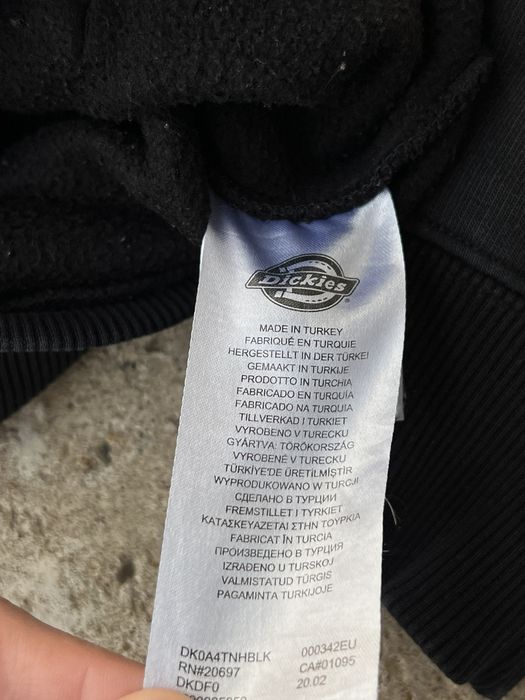 Dickies
MADE IN TURKEY
FABRIQUÉ EN TURQUIE
HERGESTELLT IN DER TÜRKEI
GEMAAKT IN TURKIJE
PRODOTTO IN TURCHIA
FABRICADO EN TURQUÍA
FABRICADO NA TURQUIA
TILLVERKAD I TURKIET
VYROBENO V TURECKU
GYÁRTVA: TÖRÖKORSZÁG
VYROBENÉ V TURECKU
TÜRKİYE'DE ÜRETİLMİŞTİR
WYPRODUKOWANO W TURCJI
СДЕЛАНО В ТУРЦИИ
FREMSTILLET I TYRKIET
ΚΑΤΑΣΚΕΥΑΖΕΤΑΙ ΣΤΗΝ ΤΟΥΡΚΙΑ
FABRICAT ÎN TURCIA
ПРОИЗВЕДЕНО В ТУРЦИЯ
IZRAĐENO U TURSKOJ
VALMISTATUD TÜRGIS
PAGAMINTA TURKIJOJE
DK0A4TNHBLK 000342EU
RN#20697 CA#01095
DKDF0 20.02